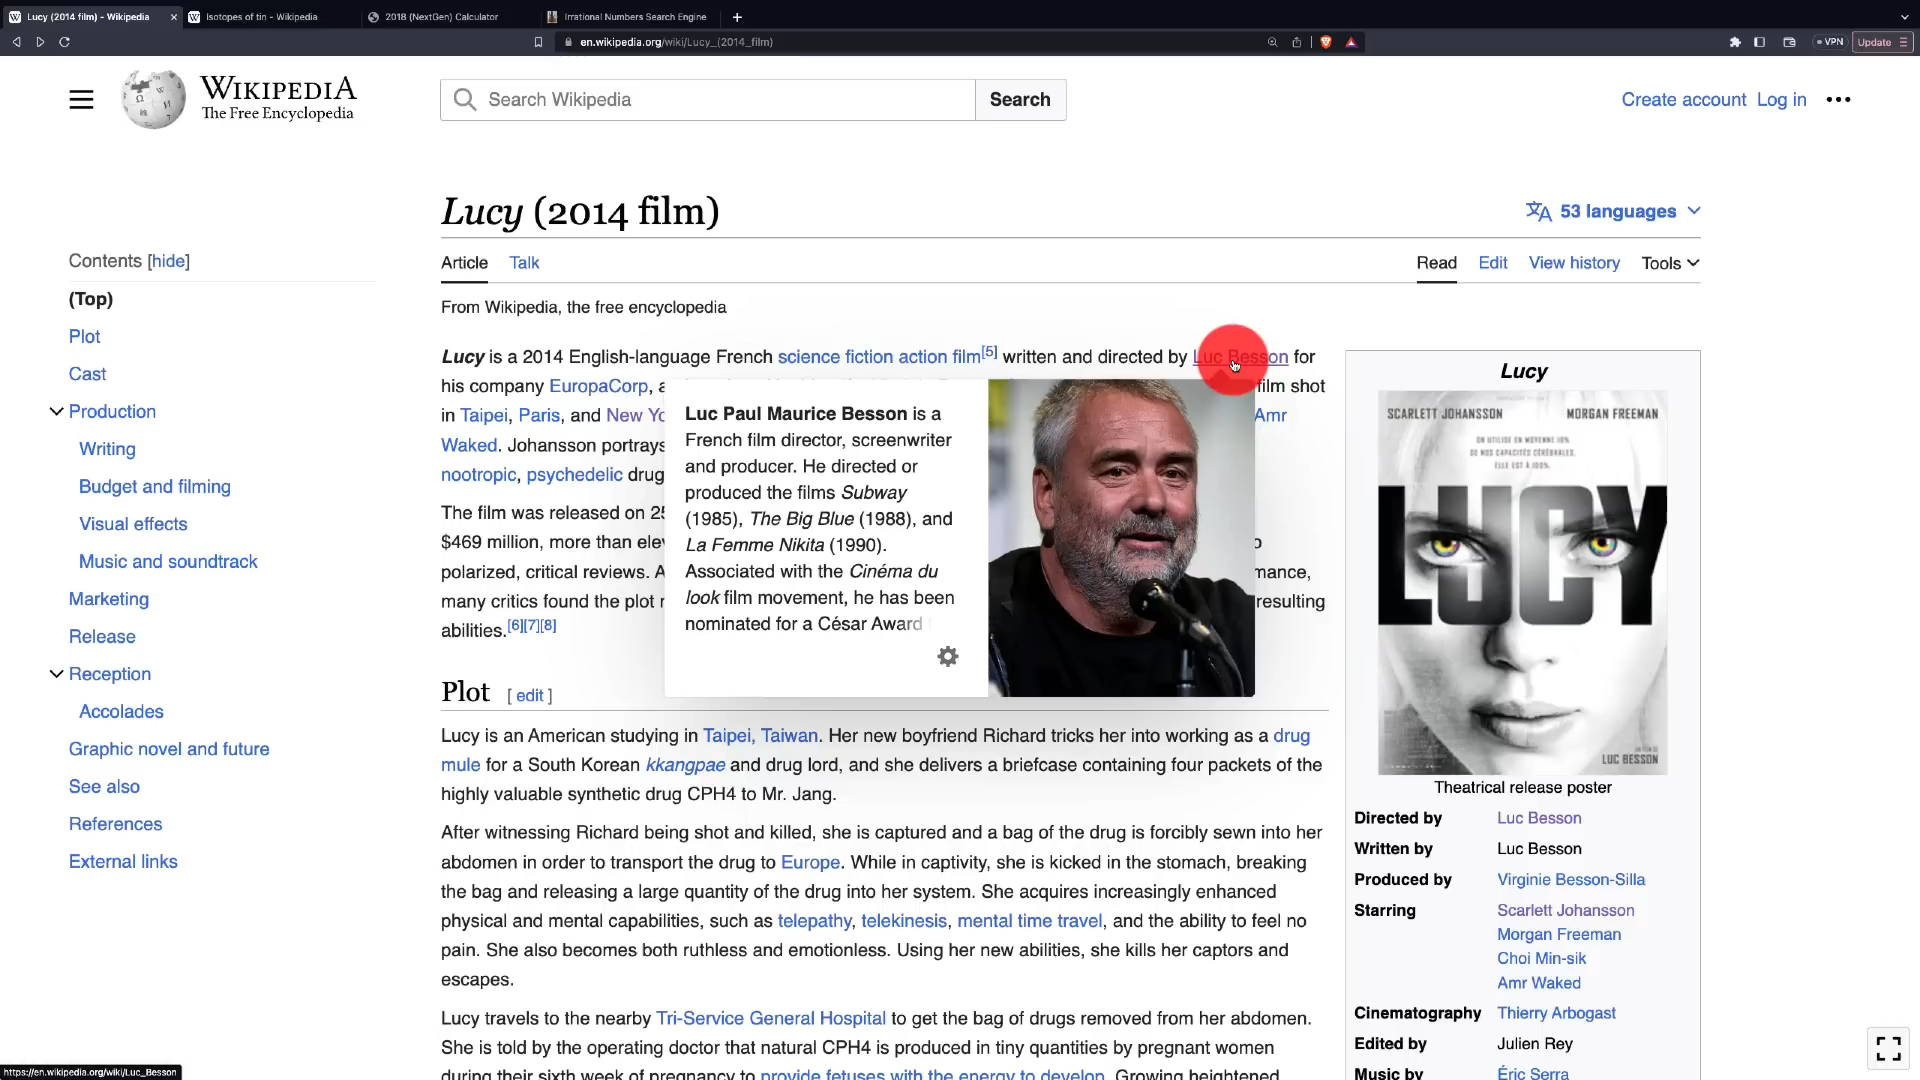 Lucy (2014 film) - Wikipedia
Isotopes of tin - Wikipedia
2018 (NextGen) Calculator
Irrational Numbers Search Engine
en.wikipedia.org/wiki/Lucy_(2014_film)
VPN
Update
WIKIPEDIA
The Free Encyclopedia
Search Wikipedia
Search
Create account
Log in
Lucy (2014 film)
53 languages
Contents [hide]
(Top)
Plot
Cast
Production
Writing
Budget and filming
Visual effects
Music and soundtrack
Marketing
Release
Reception
Accolades
Graphic novel and future
See also
References
External links
Article Talk
Read Edit View history Tools
From Wikipedia, the free encyclopedia
Lucy is a 2014 English-language French science fiction action film[5] written and directed by Luc Besson for
his company EuropaCorp, film shot
in Taipei, Paris, and New Amr
Waked. Johansson portrays
nootropic, psychedelic drug
The film was released on
$469 million, more than
polarized, critical reviews.
many critics found the plot resulting
abilities.[6][7][8]
Luc Paul Maurice Besson is a
French film director, screenwriter
and producer. He directed or
produced the films Subway
(1985), The Big Blue (1988), and
La Femme Nikita (1990).
Associated with the Cinéma du
look film movement, he has been
nominated for a César Award
Plot [ edit ]
Lucy is an American studying in Taipei, Taiwan. Her new boyfriend Richard tricks her into working as a drug
mule for a South Korean kkangpae and drug lord, and she delivers a briefcase containing four packets of the
highly valuable synthetic drug CPH4 to Mr. Jang.
After witnessing Richard being shot and killed, she is captured and a bag of the drug is forcibly sewn into her
abdomen in order to transport the drug to Europe. While in captivity, she is kicked in the stomach, breaking
the bag and releasing a large quantity of the drug into her system. She acquires increasingly enhanced
physical and mental capabilities, such as telepathy, telekinesis, mental time travel, and the ability to feel no
pain. She also becomes both ruthless and emotionless. Using her new abilities, she kills her captors and
escapes.
Lucy travels to the nearby Tri-Service General Hospital to get the bag of drugs removed from her abdomen.
She is told by the operating doctor that natural CPH4 is produced in tiny quantities by pregnant women
during their sixth week of pregnancy to provide fetuses with the energy to develop. Growing heightened
Lucy
SCARLETT JOHANSSON MORGAN FREEMAN
ON UTILISE EN MOYENNE 10%
DE NOS CAPACITÉS CÉRÉBRALES.
ELLE EST À 100%.
LUCY
UN FILM DE
LUC BESSON
Theatrical release poster
Directed by Luc Besson
Written by Luc Besson
Produced by Virginie Besson-Silla
Starring Scarlett Johansson
Morgan Freeman
Choi Min-sik
Amr Waked
Cinematography Thierry Arbogast
Edited by Julien Rey
Music by Éric Serra
https://en.wikipedia.org/wiki/Luc_Besson